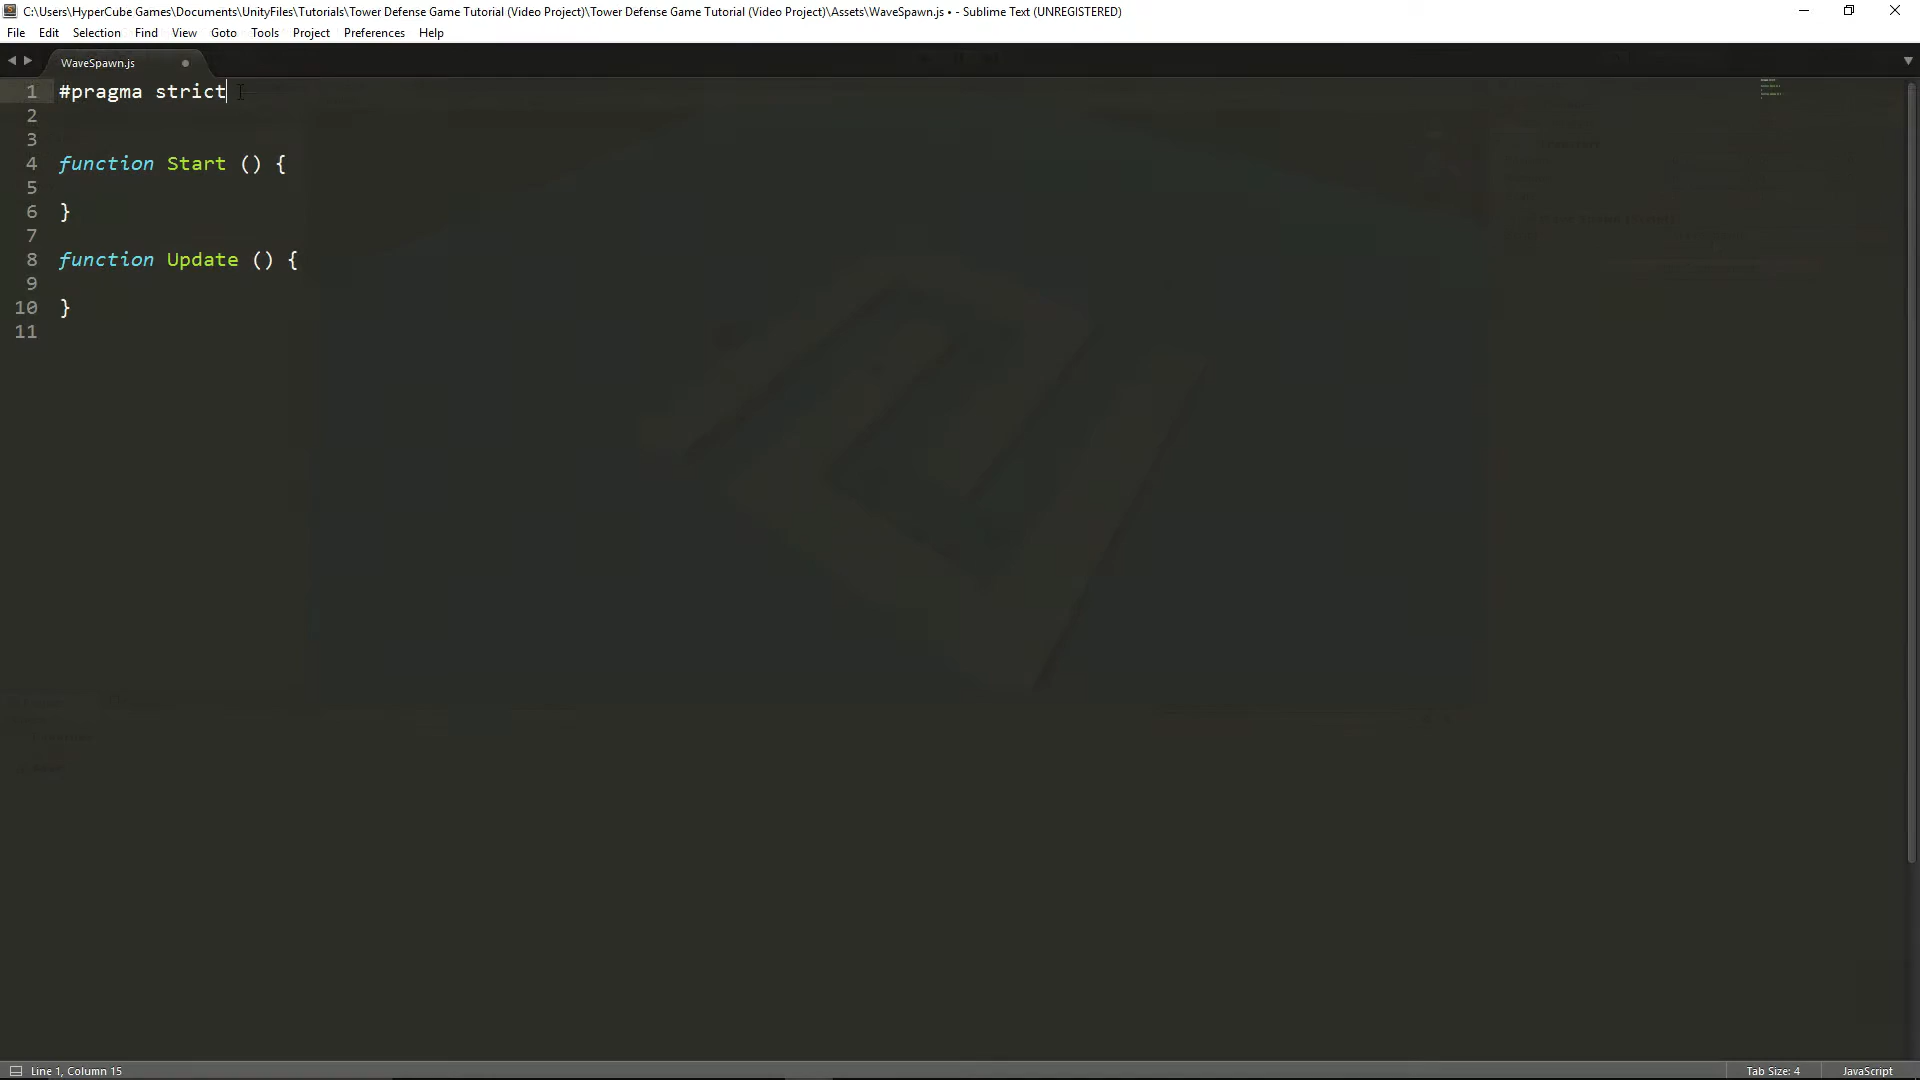 C:\Users\HyperCube Games\Documents\UnityFiles\Tutorials\Tower Defense Game Tutorial (Video Project)\Tower Defense Game Tutorial (Video Project)\Assets\WaveSpawn.js • - Sublime Text (UNREGISTERED)
File Edit Selection View Find Goto Tools Project Preferences Help
WaveSpawn.js
1 #pragma strict
2
3
4 function Start () {
5
6 }
7
8 function Update () {
9
10 }
11
Line 1, Column 15 Tab Size: 4 JavaScript